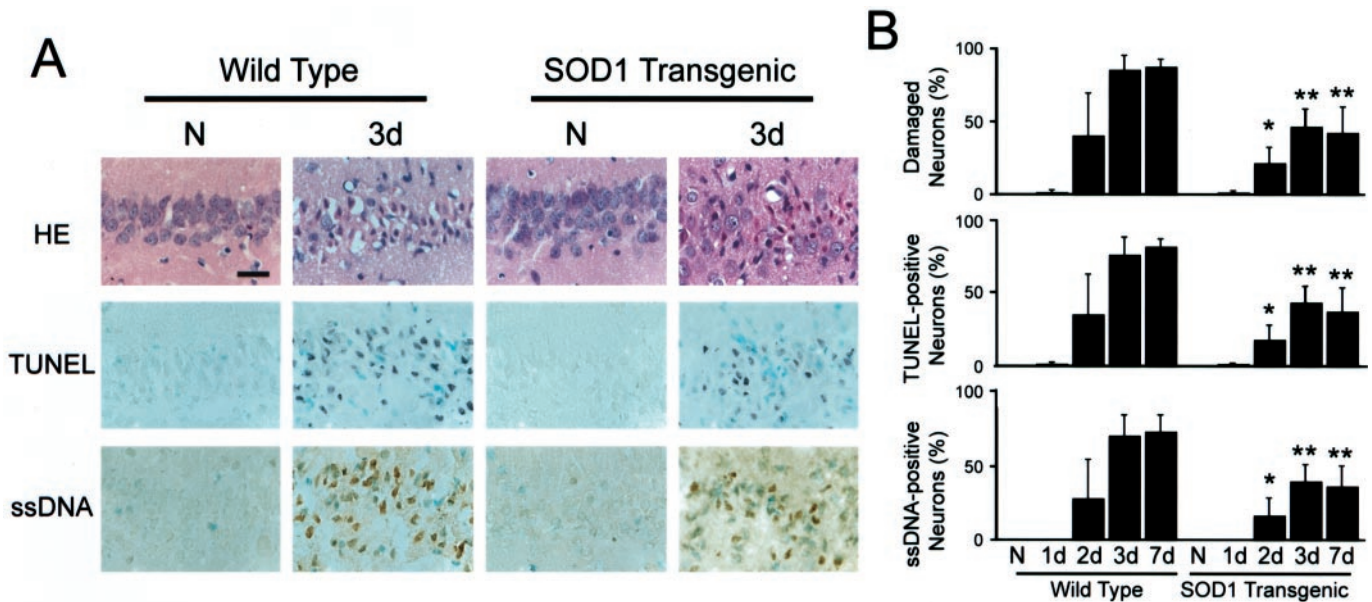 A
Wild Type
SOD1 Transgenic
N
3d
N
3d
HE
TUNEL
ssDNA
B
Damaged
Neurons (%)
100
50
0
*
**
**
TUNEL-positive
Neurons (%)
100
50
0
*
**
**
ssDNA-positive
Neurons (%)
100
50
0
*
**
**
N 1d 2d 3d 7d N 1d 2d 3d 7d
Wild Type SOD1 Transgenic